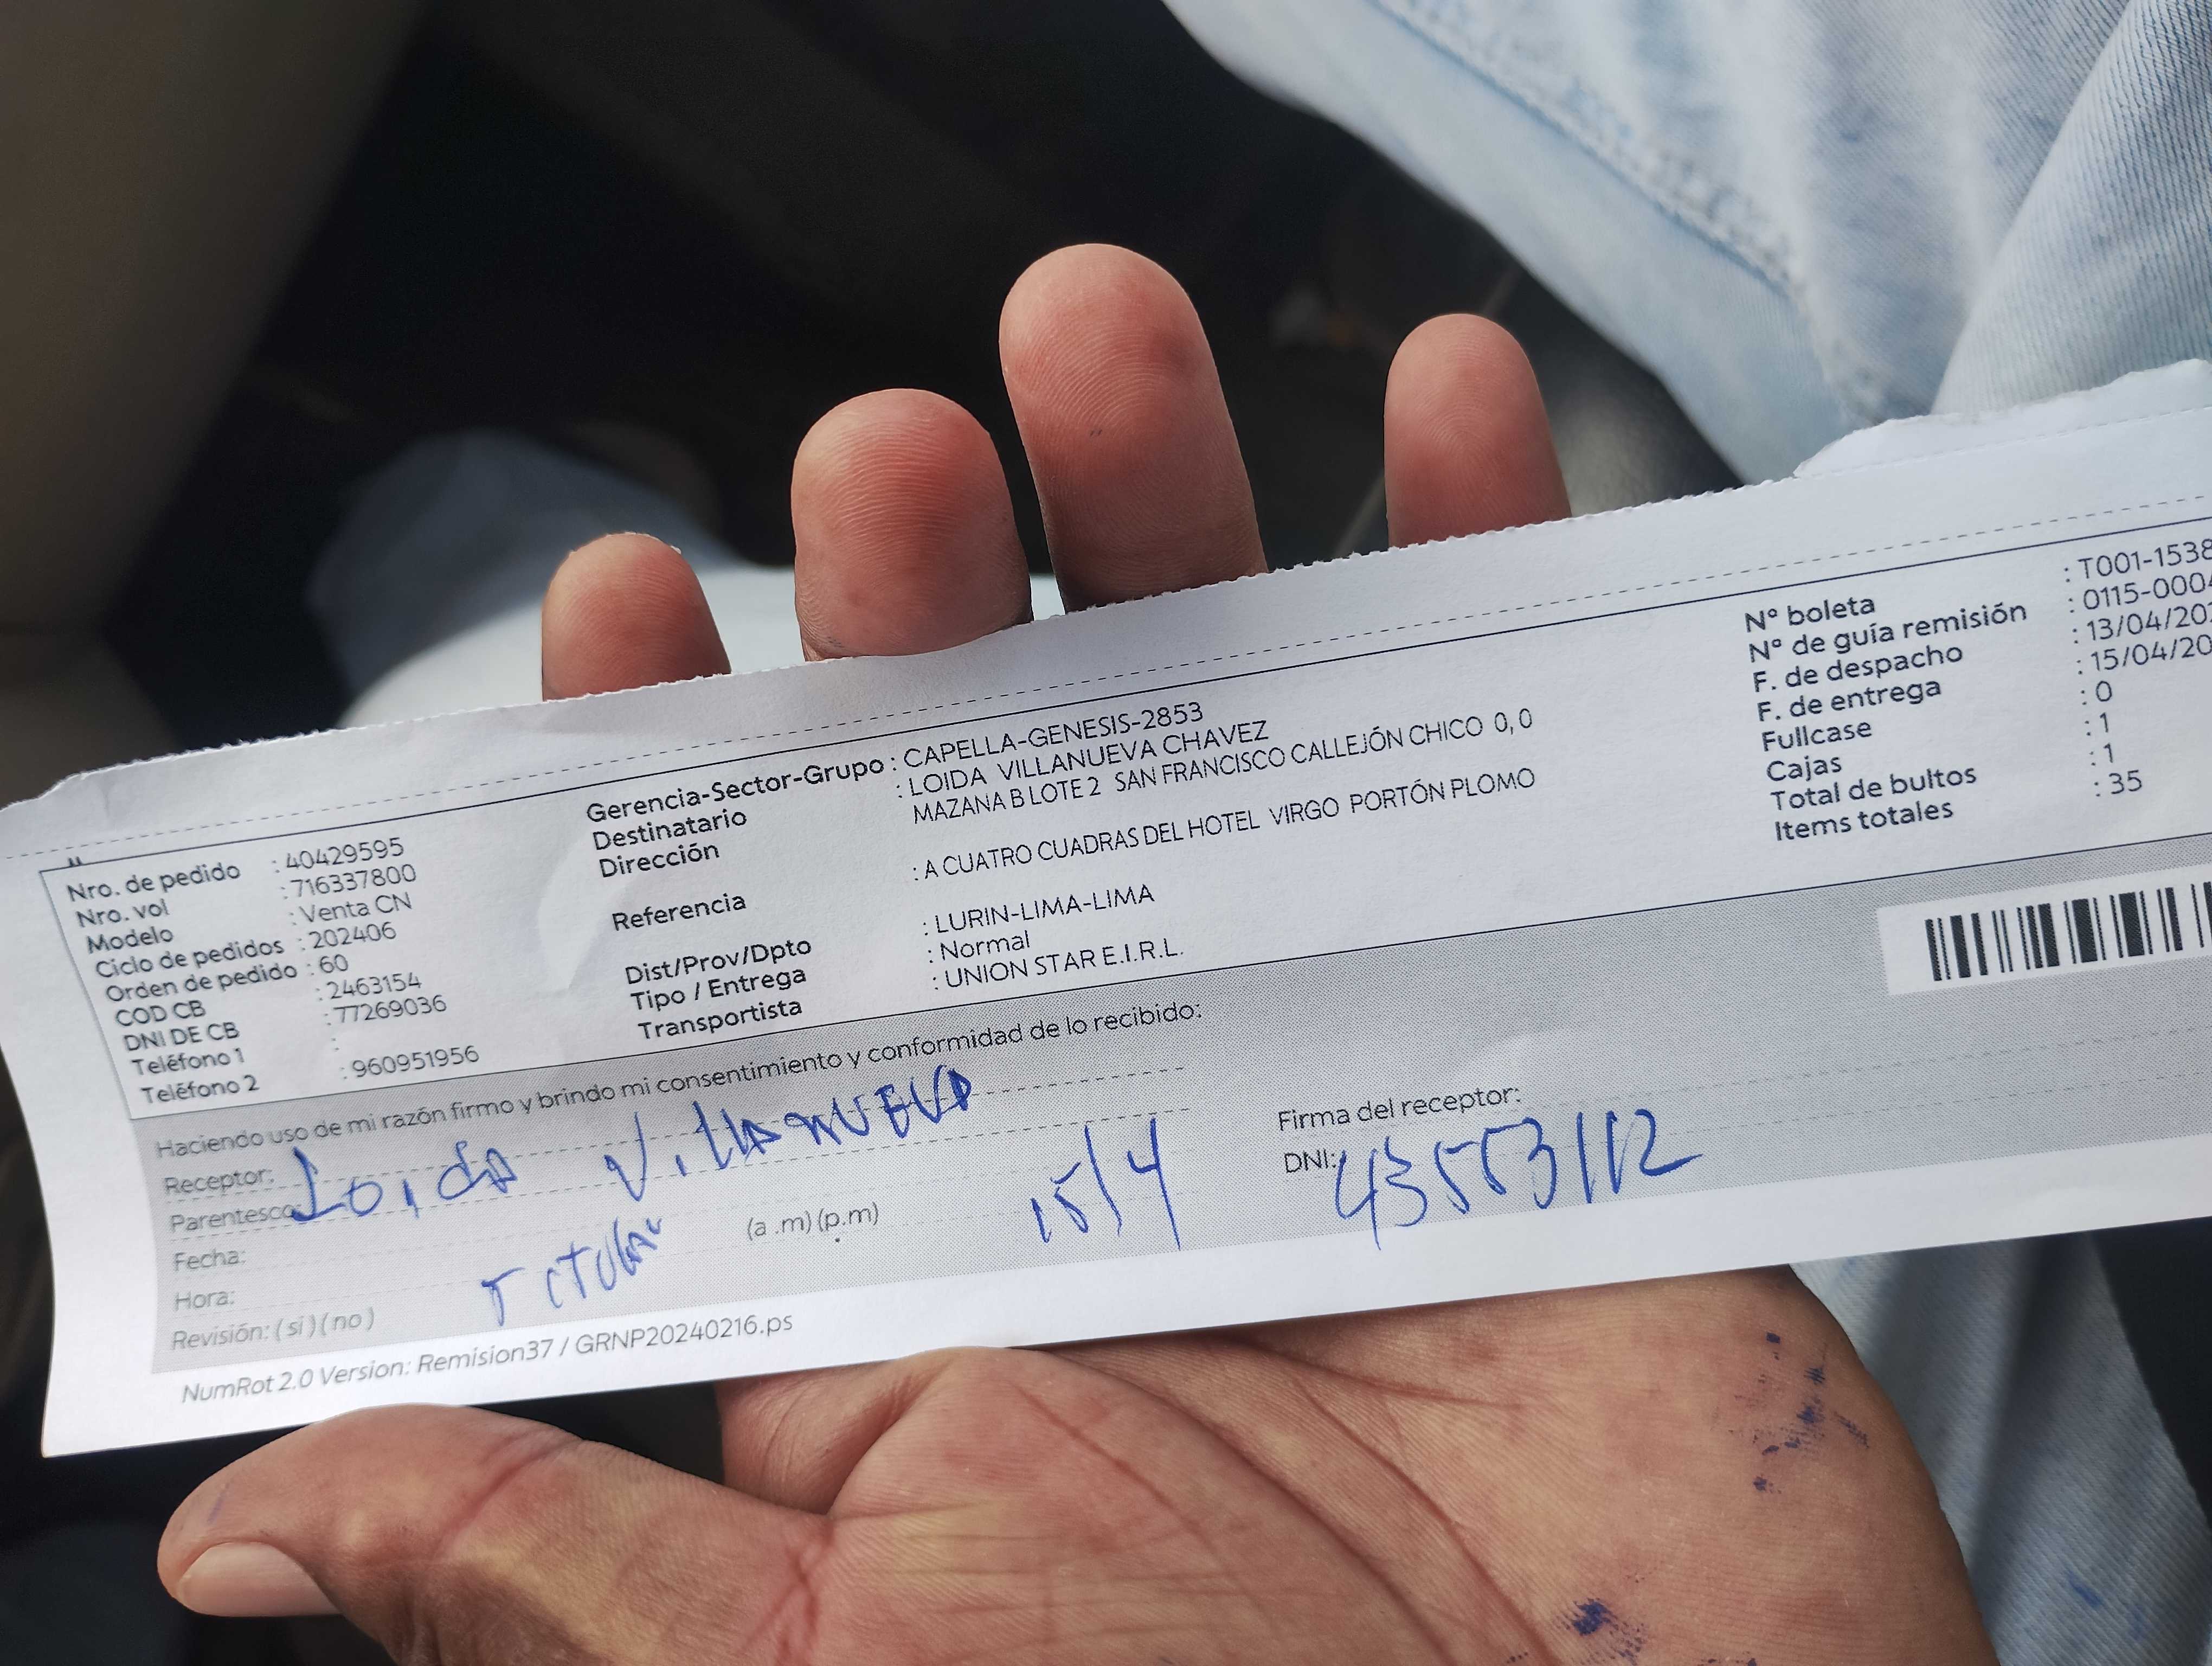 Nro. de pedido : 40429595
Nro. vol : 716337800
Modelo : Venta CN
Ciclo de pedidos : 202406
Orden de pedido : 60
COD CB : 2463154
DNI DE CB : 77269036
Teléfono 1 :
Teléfono 2 : 960951956
Gerencia-Sector-Grupo : CAPELLA-GENESIS-2853
Destinatario : LOIDA VILLANUEVA CHAVEZ
Dirección MAZANA B LOTE 2 SAN FRANCISCO CALLEJÓN CHICO 0, 0
Referencia : A CUATRO CUADRAS DEL HOTEL VIRGO PORTÓN PLOMO
Dist/Prov/Dpto : LURIN-LIMA-LIMA
Tipo / Entrega : Normal
Transportista : UNION STAR E.I.R.L.
N° boleta : T001-1538
N° de guía remisión : 0115-000
F. de despacho : 13/04/20
F. de entrega : 15/04/20
Fullcase : 0
Cajas : 1
Total de bultos : 1
Items totales : 35
Haciendo uso de mi razón firmo y brindo mi consentimiento y conformidad de lo recibido:
Receptor: Loida Villanueva
Parentesco
Fecha: 15/4
Hora: (a .m) (p.m)
Revisión: ( si ) ( no )
Firma del receptor:
DNI:
NumRot 2.0 Version: Remision37 / GRNP20240216.ps